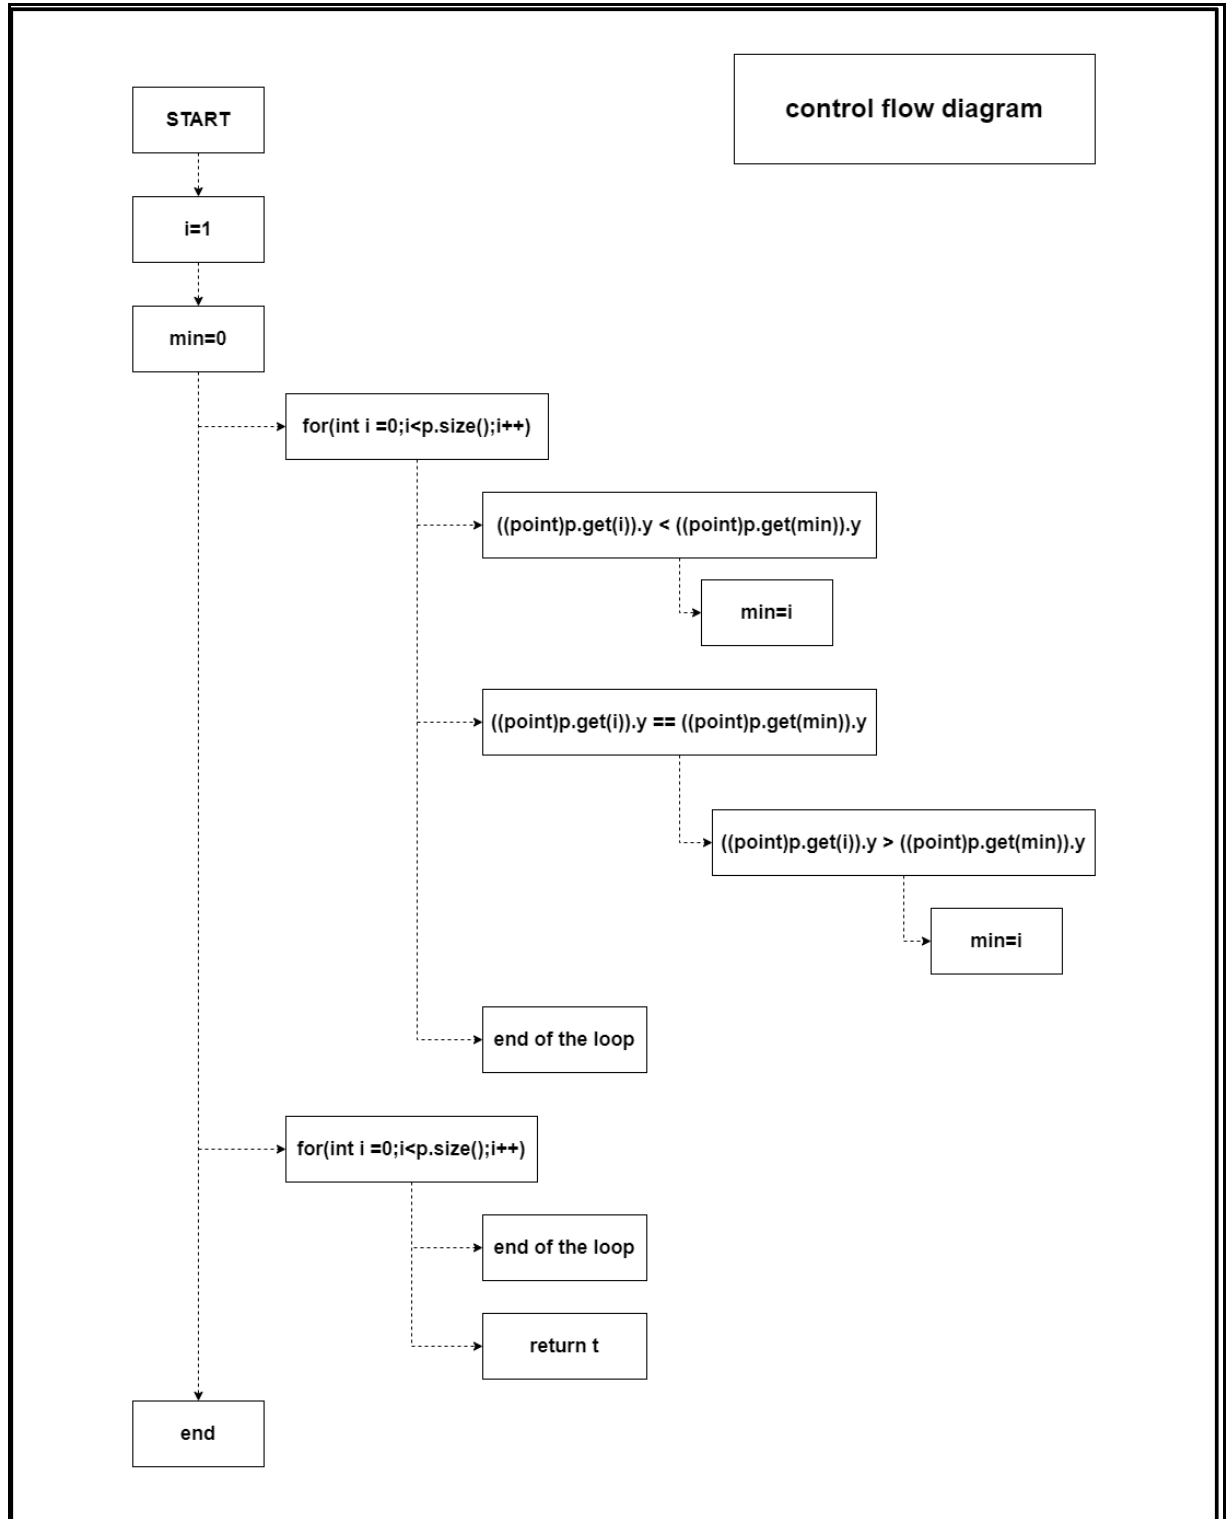 control flow diagram
START
i=1
min=0
for(int i =0;i<p.size();i++)
((point)p.get(i)).y < ((point)p.get(min)).y
min=i
((point)p.get(i)).y == ((point)p.get(min)).y
((point)p.get(i)).y > ((point)p.get(min)).y
min=i
end of the loop
for(int i =0;i<p.size();i++)
end of the loop
return t
end